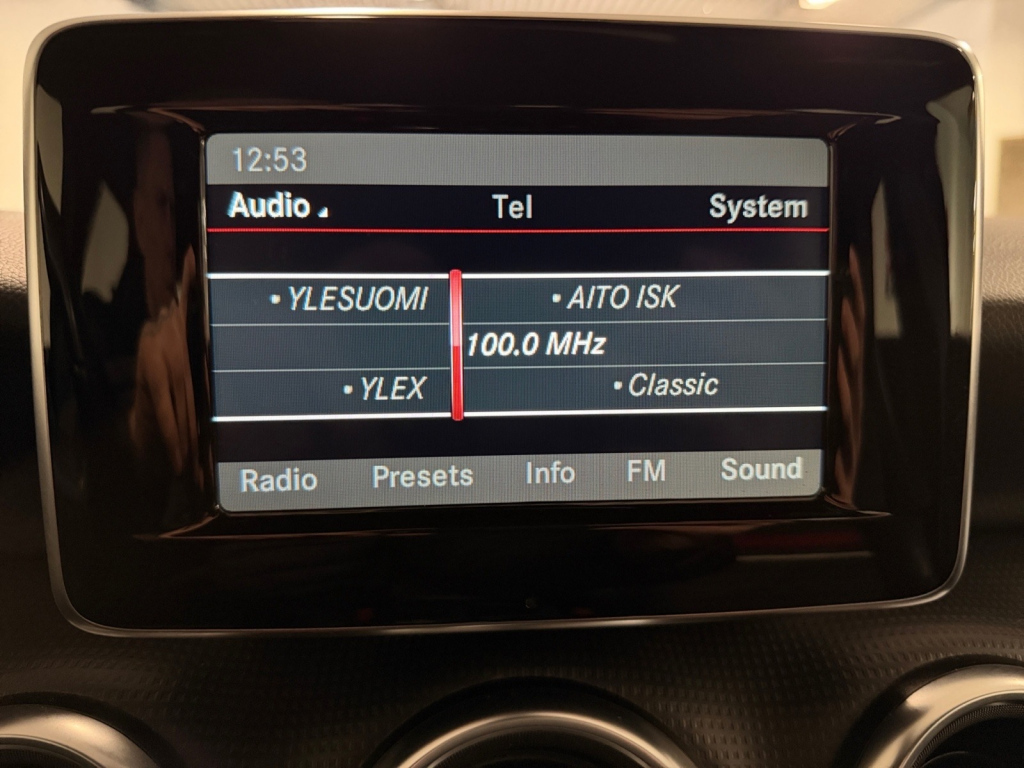 12:53
Audio Tel System
• YLESUOMI • AITO ISK
100.0 MHz
• YLEX • Classic
Radio Presets Info FM Sound